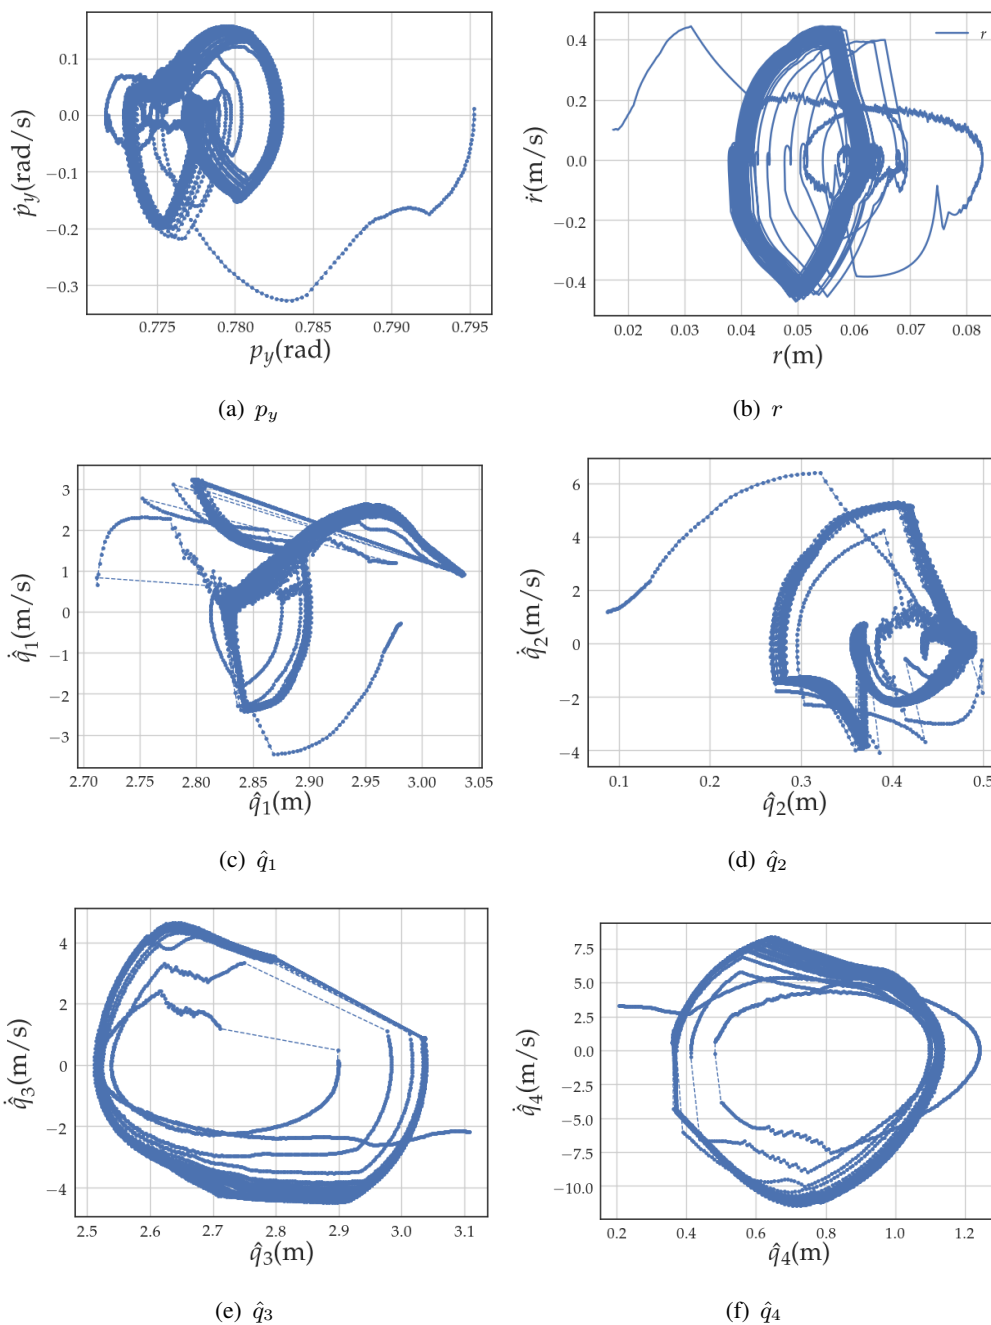 0.1
0.0
−0.1
−0.2
−0.3
ṗ_y(rad/s)
0.775 0.780 0.785 0.790 0.795
p_y(rad)
(a) p_y
r
0.4
0.2
0.0
−0.2
−0.4
ṙ(m/s)
0.02 0.03 0.04 0.05 0.06 0.07 0.08
r(m)
(b) r
3
2
1
0
−1
−2
−3
q̂̇₁(m/s)
2.70 2.75 2.80 2.85 2.90 2.95 3.00 3.05
q̂₁(m)
(c) q̂₁
6
4
2
0
−2
−4
q̂̇₂(m/s)
0.1 0.2 0.3 0.4 0.5
q̂₂(m)
(d) q̂₂
4
2
0
−2
−4
q̂̇₃(m/s)
2.5 2.6 2.7 2.8 2.9 3.0 3.1
q̂₃(m)
(e) q̂₃
7.5
5.0
2.5
0.0
−2.5
−5.0
−7.5
−10.0
q̂̇₄(m/s)
0.2 0.4 0.6 0.8 1.0 1.2
q̂₄(m)
(f) q̂₄